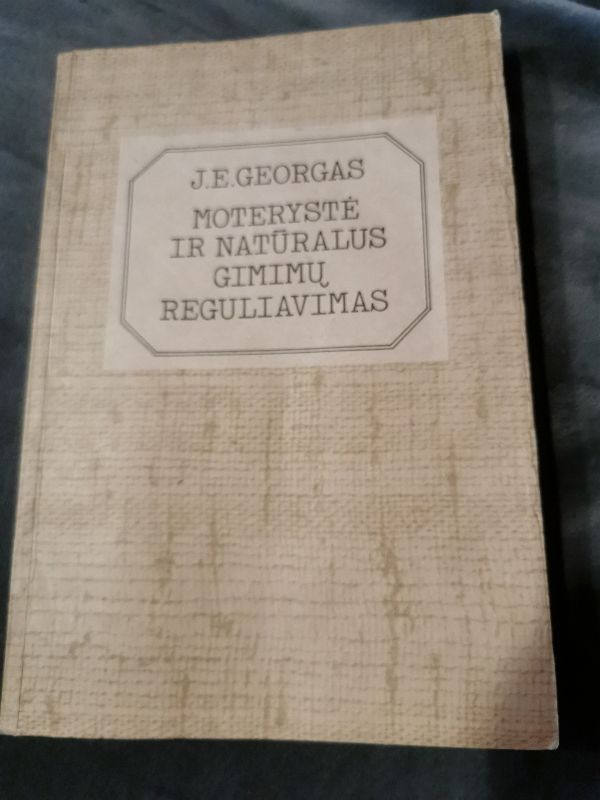 J.E.GEORGAS
MOTERYSTĖ
IR NATŪRALUS
GIMIMŲ
REGULIAVIMAS